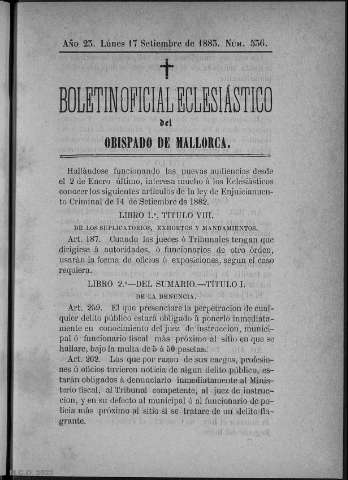 Año 23. Lúnes 17 Setiembre de 1883. Núm. 556.
BOLETIN OFICIAL ECLESIÁSTICO
del
OBISPADO DE MALLORCA.
Hallándose funcionando las nuevas audiencias desde
el 2 de Enero último, interesa mucho á los Eclesiásticos
conocer los siguientes artículos de la ley de Enjuiciamento
Criminal de 14 de Setiembre de 1882.
LIBRO 1.º TÍTULO VIII.
DE LOS SUPLICATORIOS, EXHORTOS Y MANDAMIENTOS.
Art. 187. Cuando los jueces ó Tribunales tengan que
dirigirse á autoridades, ó funcionarios de otro órden,
usarán la forma de oficios ó exposiciones, segun el caso
requiera.
LIBRO 2.º—DEL SUMARIO.—TÍTULO I.
DE LA DENUNCIA.
Art. 259. El que presenciare la perpetracion de cual-
quier delito público estará obligado á ponerlo inmediata-
mente en conocimiento del juez de instruccion, munici-
pal ó funcionario fiscal más próximo al sitio en que se
hallare, bajo la multa de 5 á 50 pesetas.
Art. 262. Los que por razon de sus cargos, profesio-
nes ú oficios tuvieren noticia de algun delito público, es-
tarán obligados á denunciarlo inmediatamente al Minis-
terio fiscal, al Tribunal competente, al juez de instruc-
cion, y en su defecto al municipal ó al funcionario de po-
licía más próximo al sitio si se tratare de un delito fla-
grante.